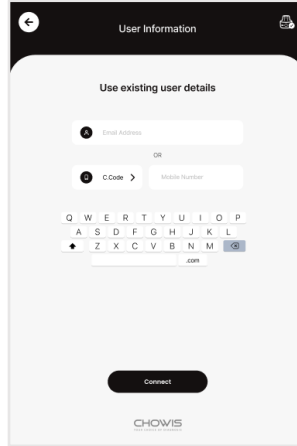 User Information
Use existing user details
Email Address
OR
C.Code
Mobile Number
Q W E R T Y U I O P
A S D F G H J K L
Z X C V B N M
.com
Connect
CHOWIS